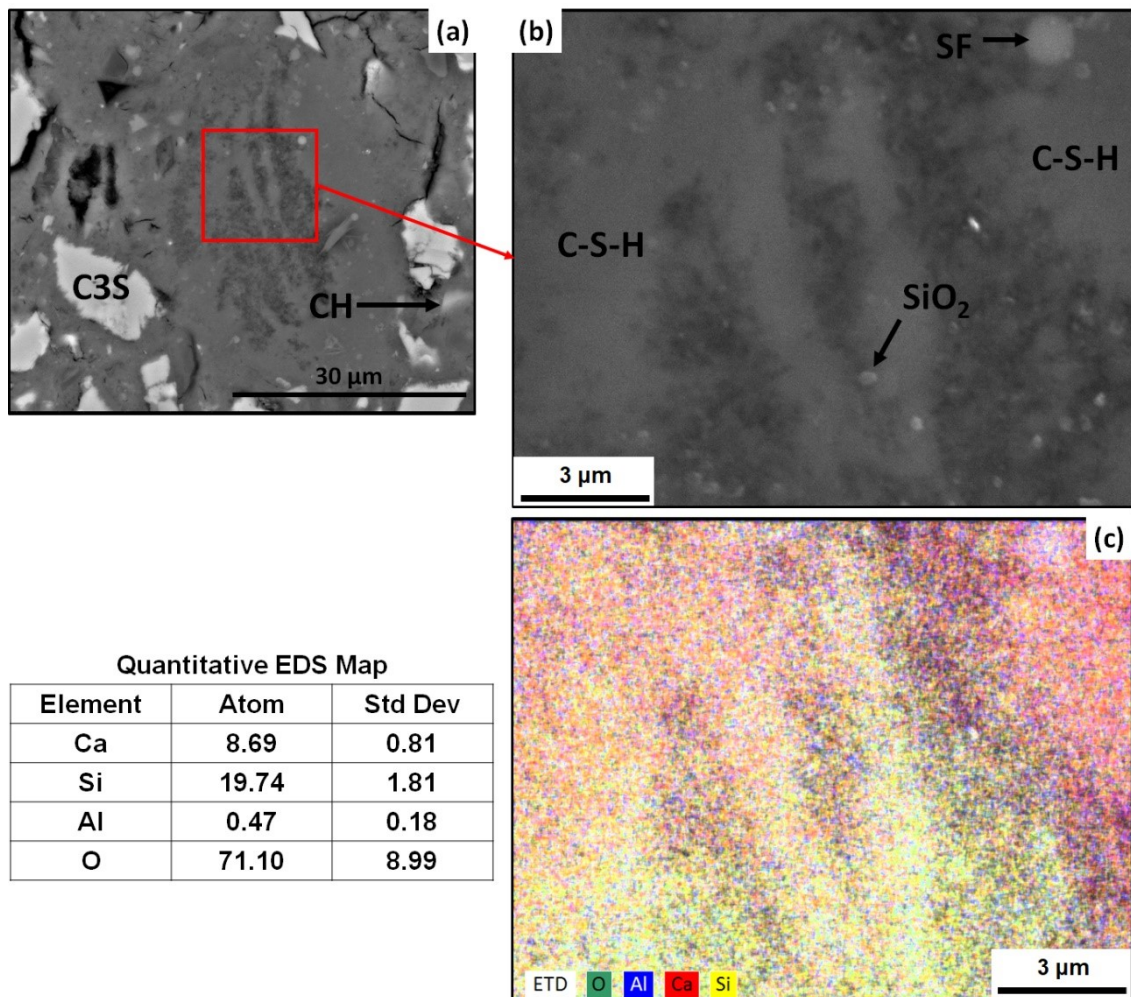 (a)
C3S
CH
30 µm
(b)
SF
C-S-H
C-S-H
SiO₂
3 µm
Quantitative EDS Map
Element Atom Std Dev
Ca 8.69 0.81
Si 19.74 1.81
Al 0.47 0.18
O 71.10 8.99
(c)
ETD O Al Ca Si
3 µm